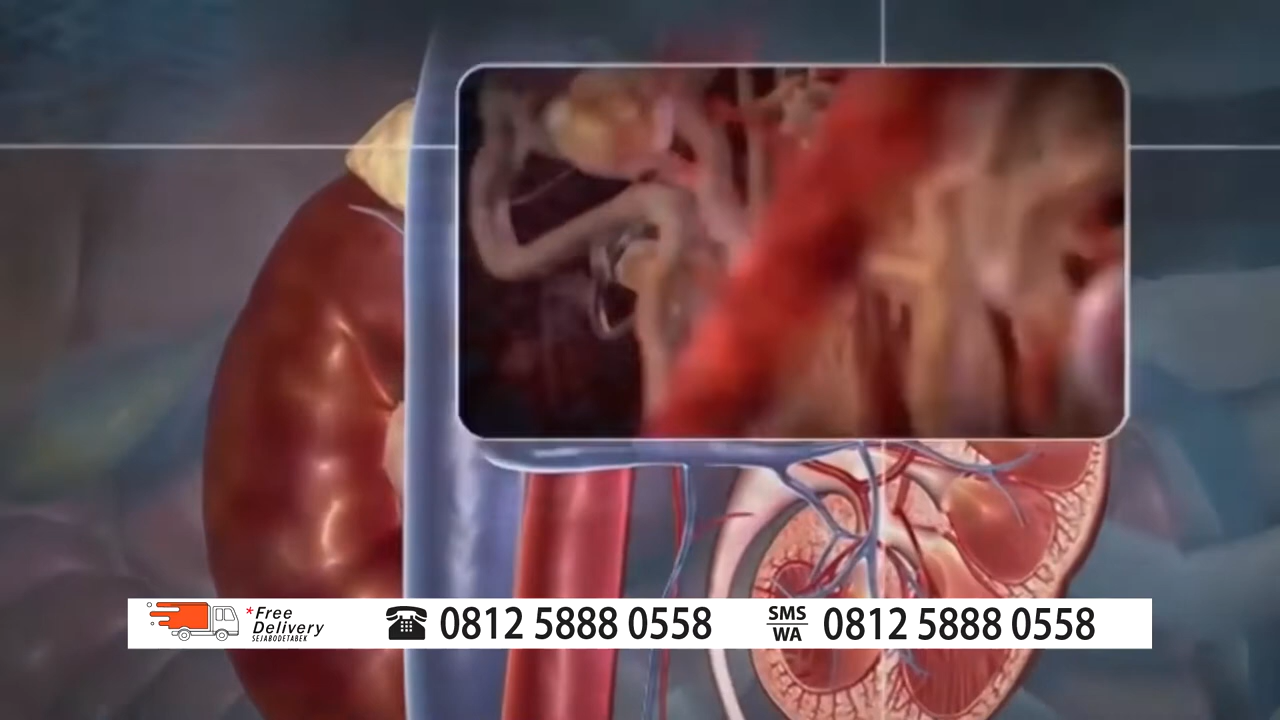 *Free
Delivery
SEJABODETABEK
0812 5888 0558
SMS
WA
0812 5888 0558